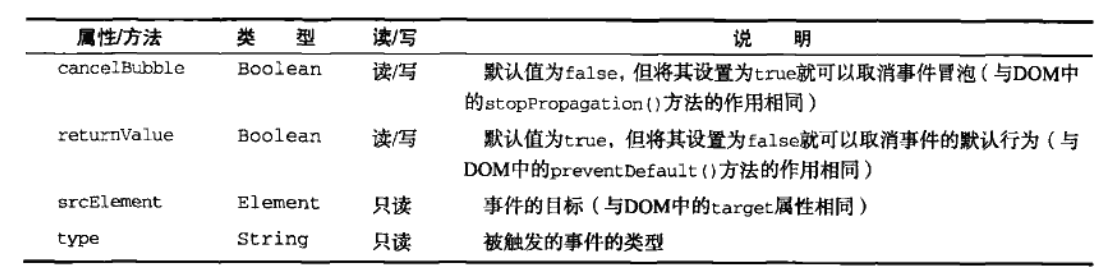 属性/方法 类 型 读/写 说 明
cancelBubble Boolean 读/写 默认值为false，但将其设置为true就可以取消事件冒泡（与DOM中
的stopPropagation()方法的作用相同）
returnValue Boolean 读/写 默认值为true，但将其设置为false就可以取消事件的默认行为（与
DOM中的preventDefault()方法的作用相同）
srcElement Element 只读 事件的目标（与DOM中的target属性相同）
type String 只读 被触发的事件的类型